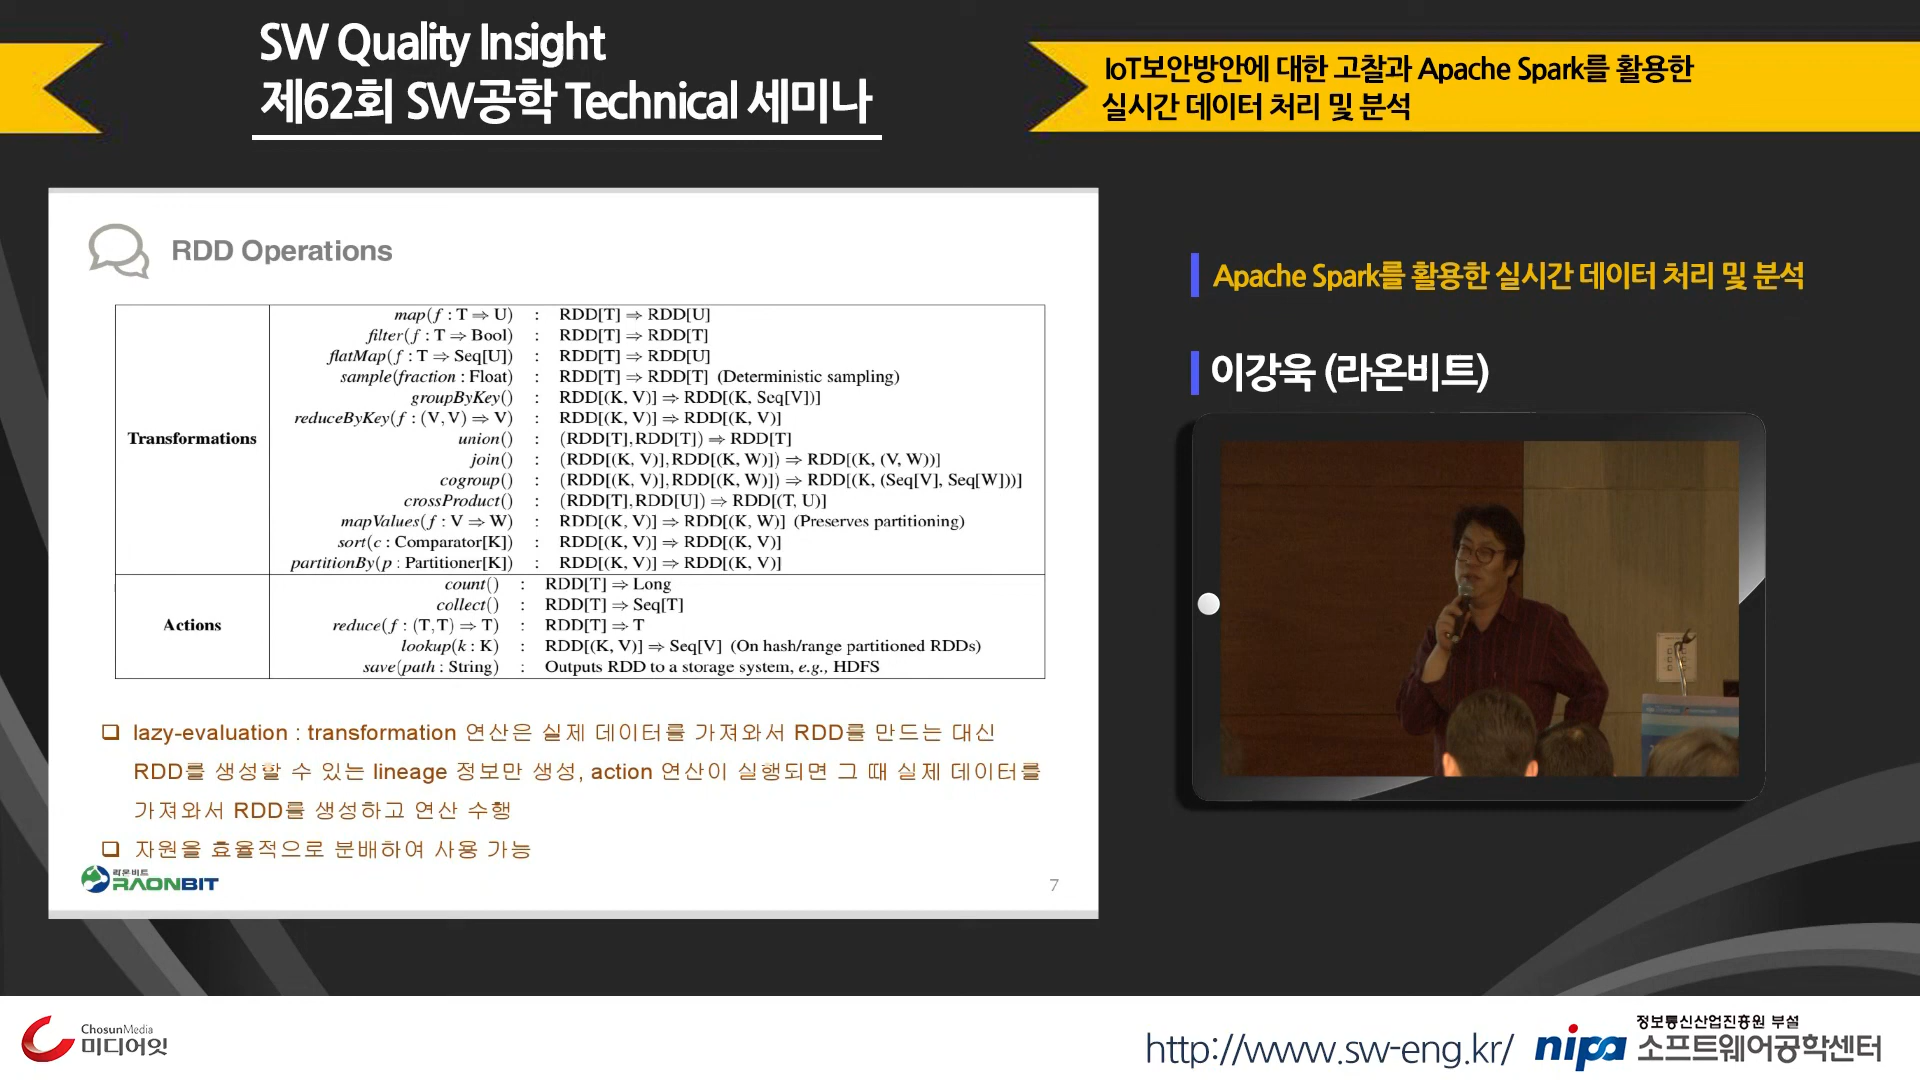 SW Quality Insight
제62회 SW공학 Technical 세미나
IoT보안방안에 대한 고찰과 Apache Spark를 활용한
실시간 데이터 처리 및 분석
RDD Operations
Transformations
map(f : T ⇒ U) : RDD[T] ⇒ RDD[U]
filter(f : T ⇒ Bool) : RDD[T] ⇒ RDD[T]
flatMap(f : T ⇒ Seq[U]) : RDD[T] ⇒ RDD[U]
sample(fraction : Float) : RDD[T] ⇒ RDD[T] (Deterministic sampling)
groupByKey() : RDD[(K, V)] ⇒ RDD[(K, Seq[V])]
reduceByKey(f : (V, V) ⇒ V) : RDD[(K, V)] ⇒ RDD[(K, V)]
union() : (RDD[T], RDD[T]) ⇒ RDD[T]
join() : (RDD[(K, V)], RDD[(K, W)]) ⇒ RDD[(K, (V, W))]
cogroup() : (RDD[(K, V)], RDD[(K, W)]) ⇒ RDD[(K, (Seq[V], Seq[W]))]
crossProduct() : (RDD[T], RDD[U]) ⇒ RDD[(T, U)]
mapValues(f : V ⇒ W) : RDD[(K, V)] ⇒ RDD[(K, W)] (Preserves partitioning)
sort(c : Comparator[K]) : RDD[(K, V)] ⇒ RDD[(K, V)]
partitionBy(p : Partitioner[K]) : RDD[(K, V)] ⇒ RDD[(K, V)]
Actions
count() : RDD[T] ⇒ Long
collect() : RDD[T] ⇒ Seq[T]
reduce(f : (T, T) ⇒ T) : RDD[T] ⇒ T
lookup(k : K) : RDD[(K, V)] ⇒ Seq[V] (On hash/range partitioned RDDs)
save(path : String) : Outputs RDD to a storage system, e.g., HDFS
❑ lazy-evaluation : transformation 연산은 실제 데이터를 가져와서 RDD를 만드는 대신
RDD를 생성할 수 있는 lineage 정보만 생성, action 연산이 실행되면 그 때 실제 데이터를
가져와서 RDD를 생성하고 연산 수행
❑ 자원을 효율적으로 분배하여 사용 가능
라온비트
RAONBIT
7
Apache Spark를 활용한 실시간 데이터 처리 및 분석
이강욱 (라온비트)
ChosunMedia
미디어잇
http://www.sw-eng.kr/
nipa
정보통신산업진흥원 부설
소프트웨어공학센터